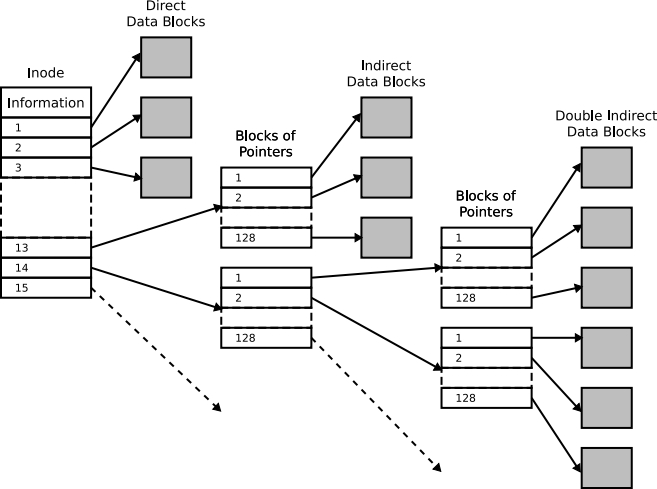 Direct
Data Blocks
Inode
Information
1
2
3
13
14
15
Indirect
Data Blocks
Blocks of
Pointers
1
2
128
1
2
128
Double Indirect
Data Blocks
Blocks of
Pointers
1
2
128
1
2
128